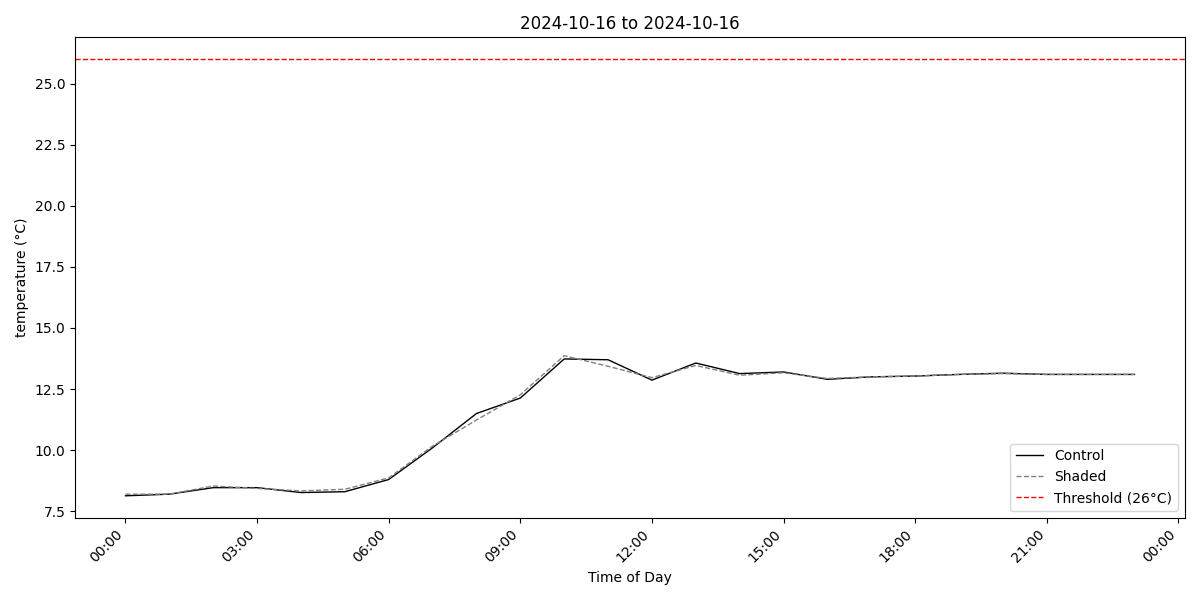 2024-10-16 to 2024-10-16
temperature (°C)
25.0
22.5
20.0
17.5
15.0
12.5
10.0
7.5
Control
Shaded
Threshold (26°C)
00:00
03:00
06:00
09:00
12:00
15:00
18:00
21:00
00:00
Time of Day